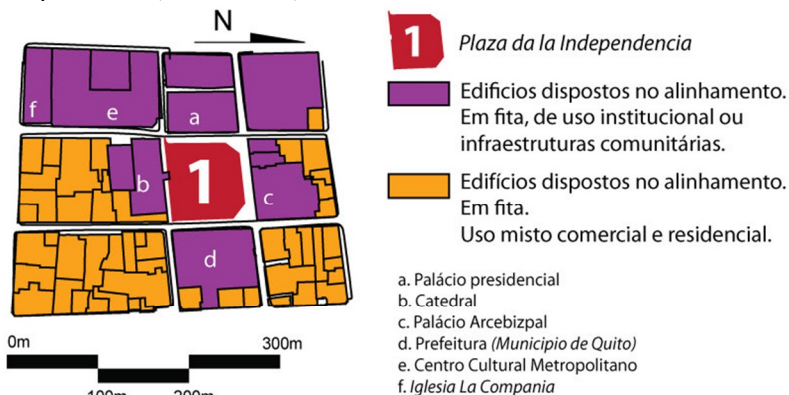 N
1
Plaza da la Independencia
f
e
a
Edifícios dispostos no alinhamento.
Em fita, de uso institucional ou
infraestruturas comunitárias.
b
1
c
Edifícios dispostos no alinhamento.
Em fita.
Uso misto comercial e residencial.
d
a. Palácio presidencial
b. Catedral
c. Palácio Arcebizpal
d. Prefeitura (Municipio de Quito)
e. Centro Cultural Metropolitano
f. Iglesia La Compania
0m
300m
100m
200m